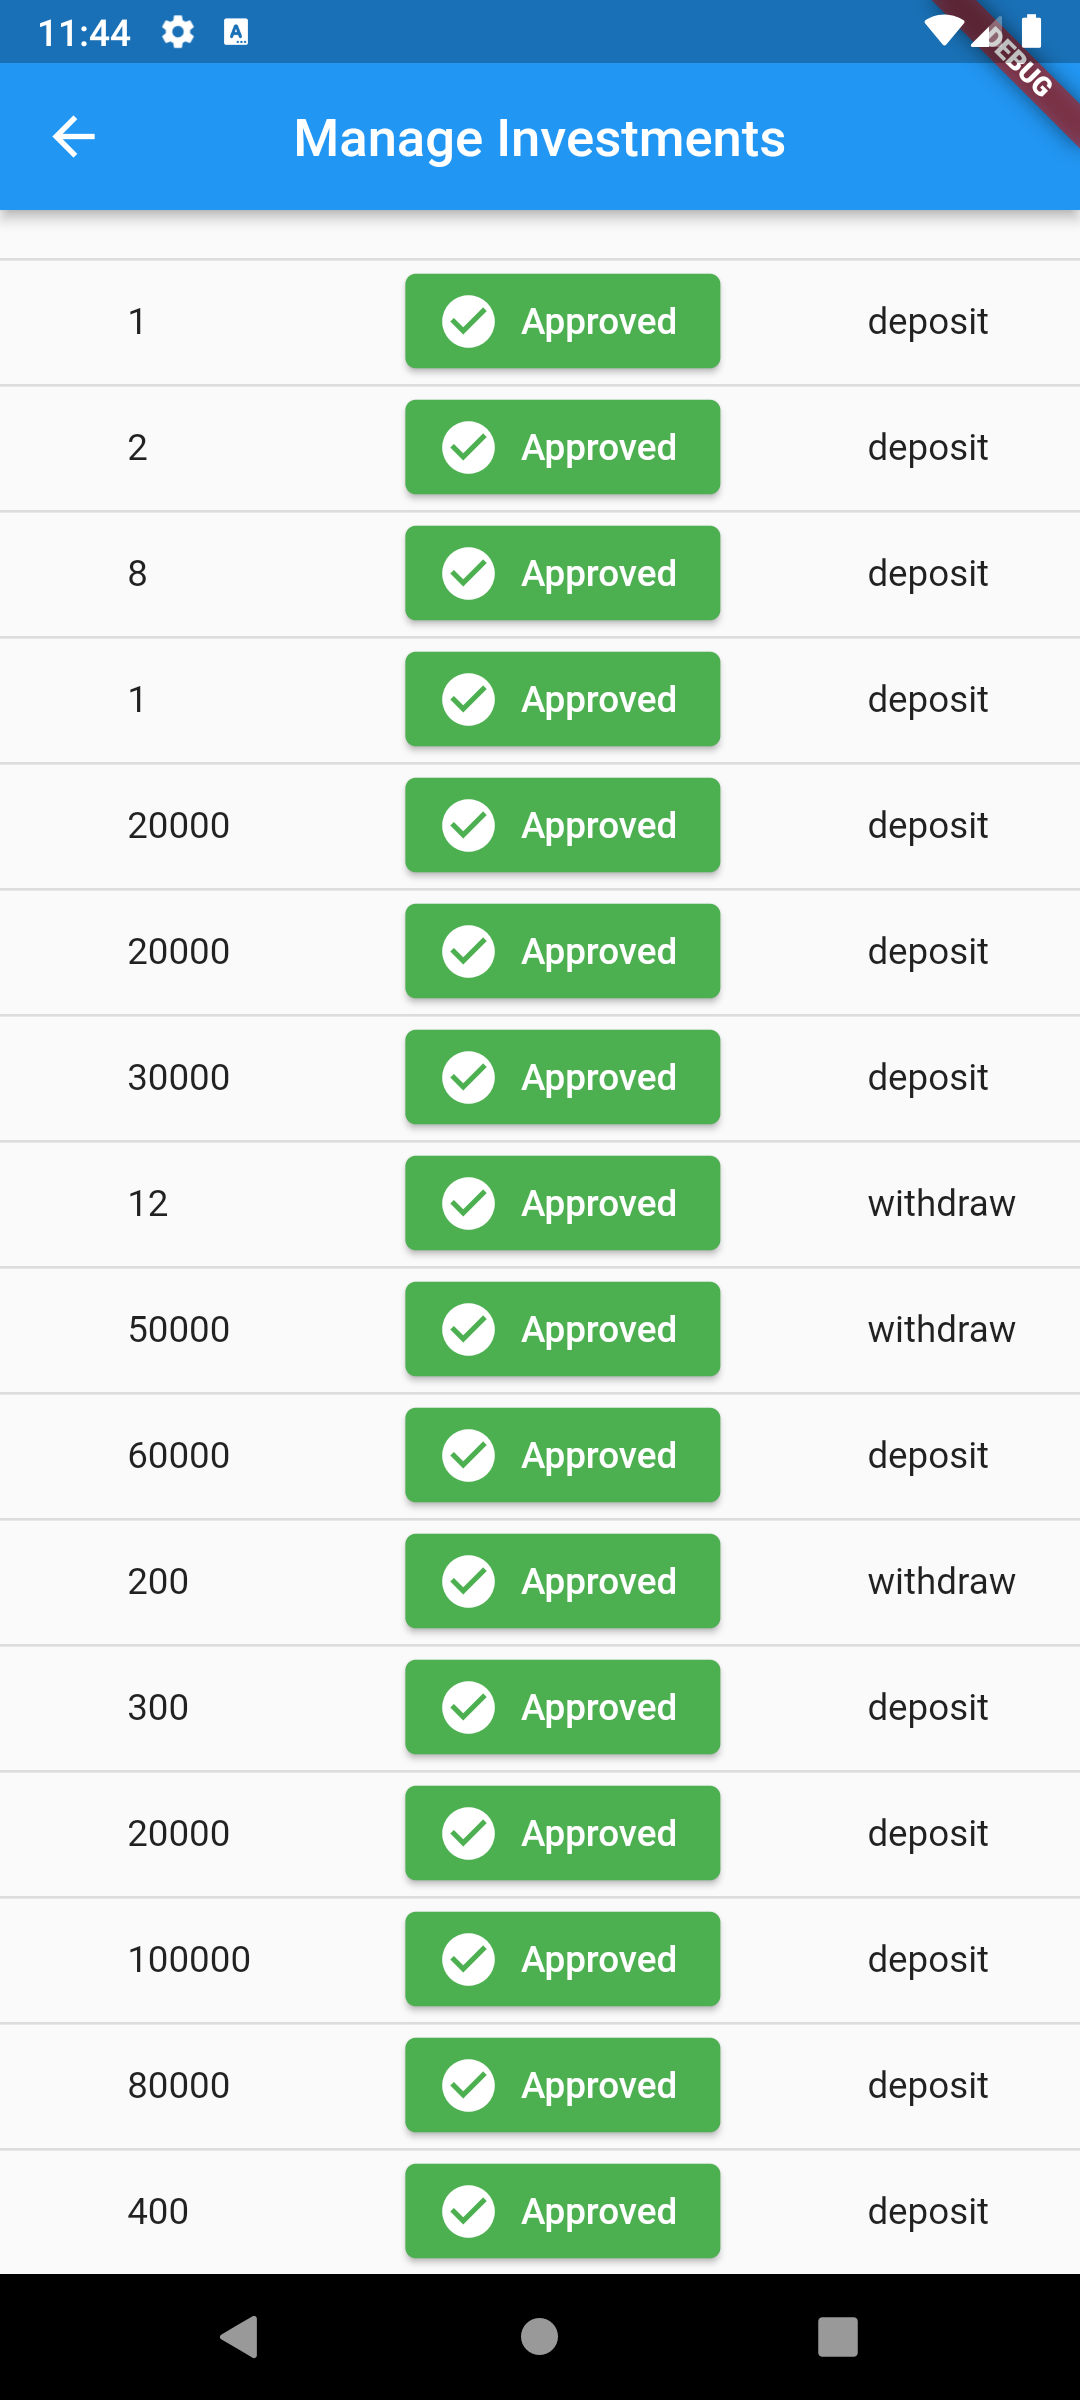 11:44
DEBUG
Manage Investments
1 Approved deposit
2 Approved deposit
8 Approved deposit
1 Approved deposit
20000 Approved deposit
20000 Approved deposit
30000 Approved deposit
12 Approved withdraw
50000 Approved withdraw
60000 Approved deposit
200 Approved withdraw
300 Approved deposit
20000 Approved deposit
100000 Approved deposit
80000 Approved deposit
400 Approved deposit